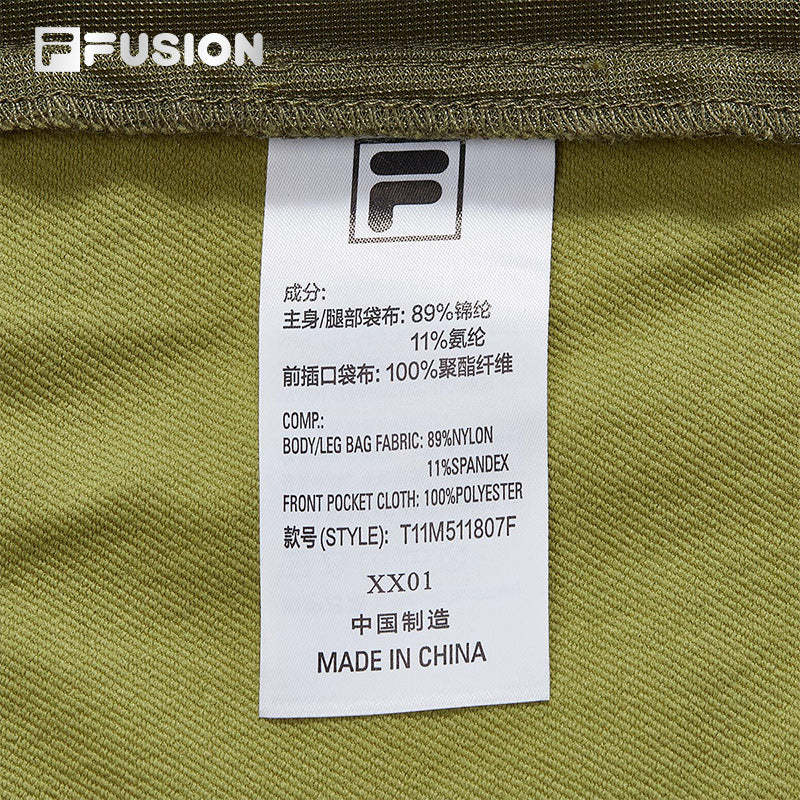 FUSION
成分:
主身/腿部袋布: 89%锦纶
11%氨纶
前插口袋布: 100%聚酯纤维
COMP.:
BODY/LEG BAG FABRIC: 89%NYLON
11%SPANDEX
FRONT POCKET CLOTH: 100%POLYESTER
款号(STYLE): T11M511807F
XX01
中国制造
MADE IN CHINA